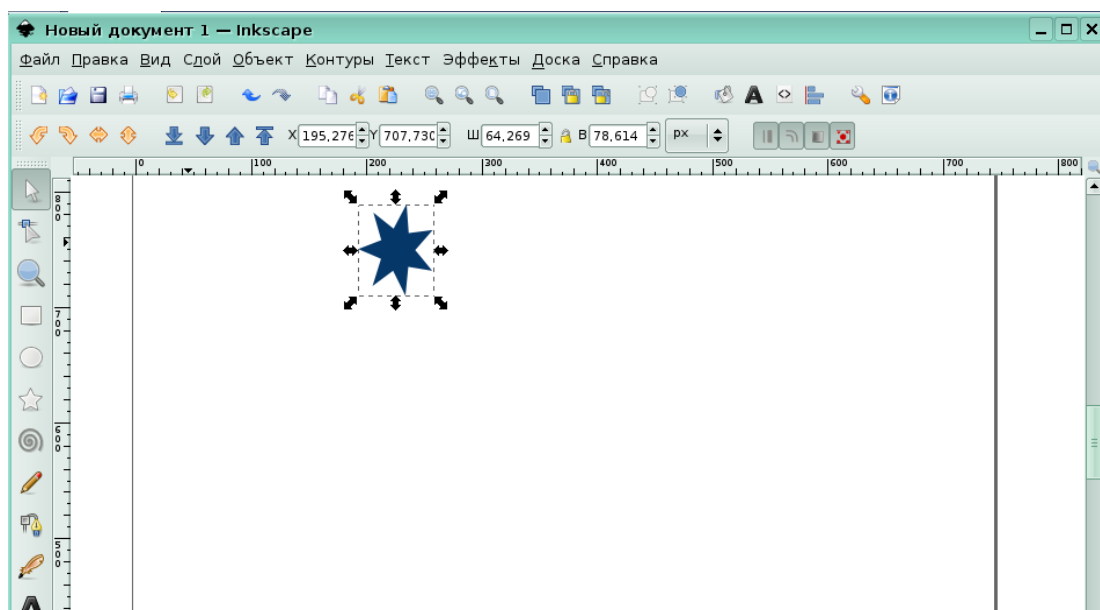 Новый документ 1 — Inkscape
Файл Правка Вид Слой Объект Контуры Текст Эффекты Доска Справка
X 195,276 Y 707,730 Ш 64,269 В 78,614 px
0 100 200 300 400 500 600 700 800
800
700
600
500